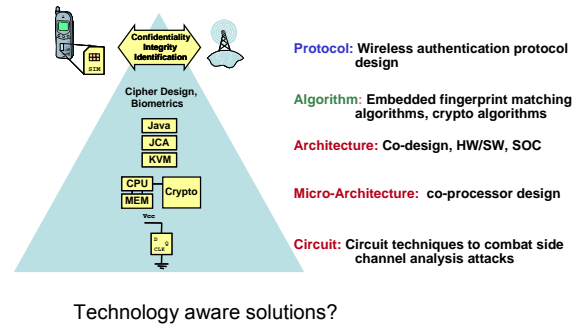 Confidentiality
Integrity
Identification
SIM
Cipher Design,
Biometrics
Java
JCA
KVM
CPU
MEM
Crypto
Vcc
D
Q
CLK
Protocol: Wireless authentication protocol
design
Algorithm: Embedded fingerprint matching
algorithms, crypto algorithms
Architecture: Co-design, HW/SW, SOC
Micro-Architecture: co-processor design
Circuit: Circuit techniques to combat side
channel analysis attacks
Technology aware solutions?